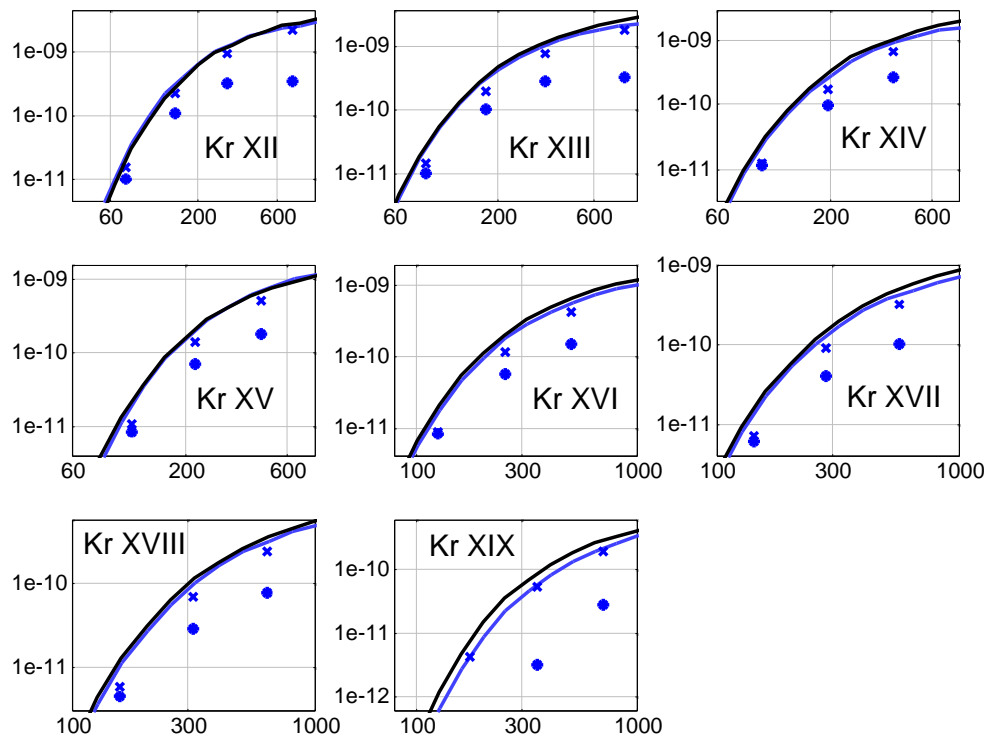 1e-09
1e-10
1e-11
Kr XII
60 200 600
1e-09
1e-10
1e-11
Kr XIII
60 200 600
1e-09
1e-10
1e-11
Kr XIV
60 200 600
1e-09
1e-10
1e-11
Kr XV
60 200 600
1e-09
1e-10
1e-11
Kr XVI
100 300 1000
1e-09
1e-10
1e-11
Kr XVII
100 300 1000
Kr XVIII
1e-10
1e-11
100 300 1000
Kr XIX
1e-10
1e-11
1e-12
100 300 1000